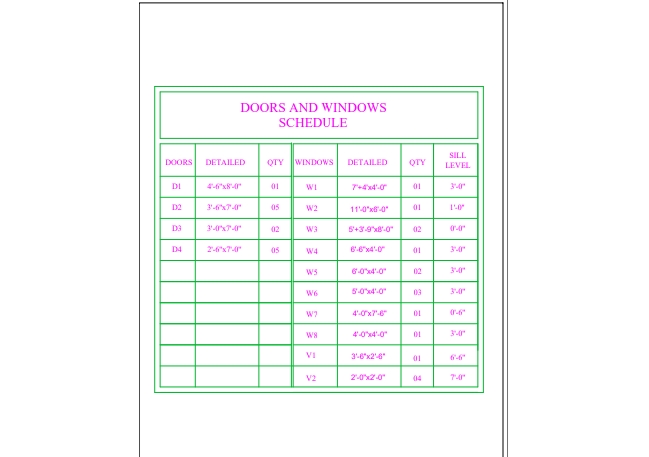 DOORS AND WINDOWS
SCHEDULE
DOORS DETAILED QTY WINDOWS DETAILED QTY SILL LEVEL
D1 4'-6"x8'-0" 01 W1 7'+4'x4'-0" 01 3'-0"
D2 3'-6"x7'-0" 05 W2 11'-0"x6'-0" 01 1'-0"
D3 3'-0"x7'-0" 02 W3 5'+3'-9"x8'-0" 02 0'-0"
D4 2'-6"x7'-0" 05 W4 6'-6"x4'-0" 01 3'-0"
W5 6'-0"x4'-0" 02 3'-0"
W6 5'-0"x4'-0" 03 3'-0"
W7 4'-0"x7'-6" 01 0'-6"
W8 4'-0"x4'-0" 01 3'-0"
V1 3'-6"x2'-6" 01 6'-6"
V2 2'-0"x2'-0" 04 7'-0"